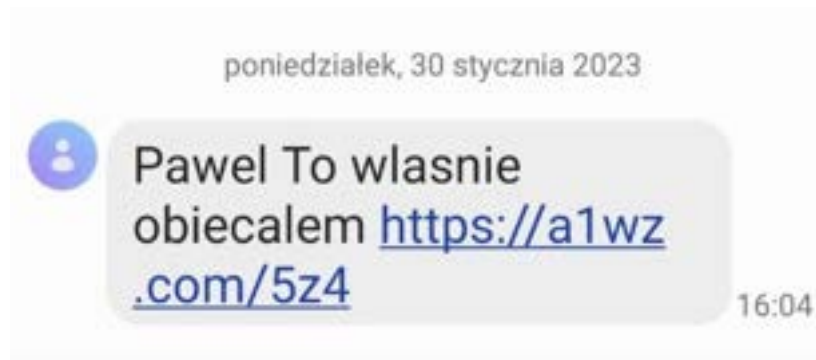 poniedziałek, 30 stycznia 2023
Pawel To wlasnie
obiecalem https://a1wz
.com/5z4
16:04